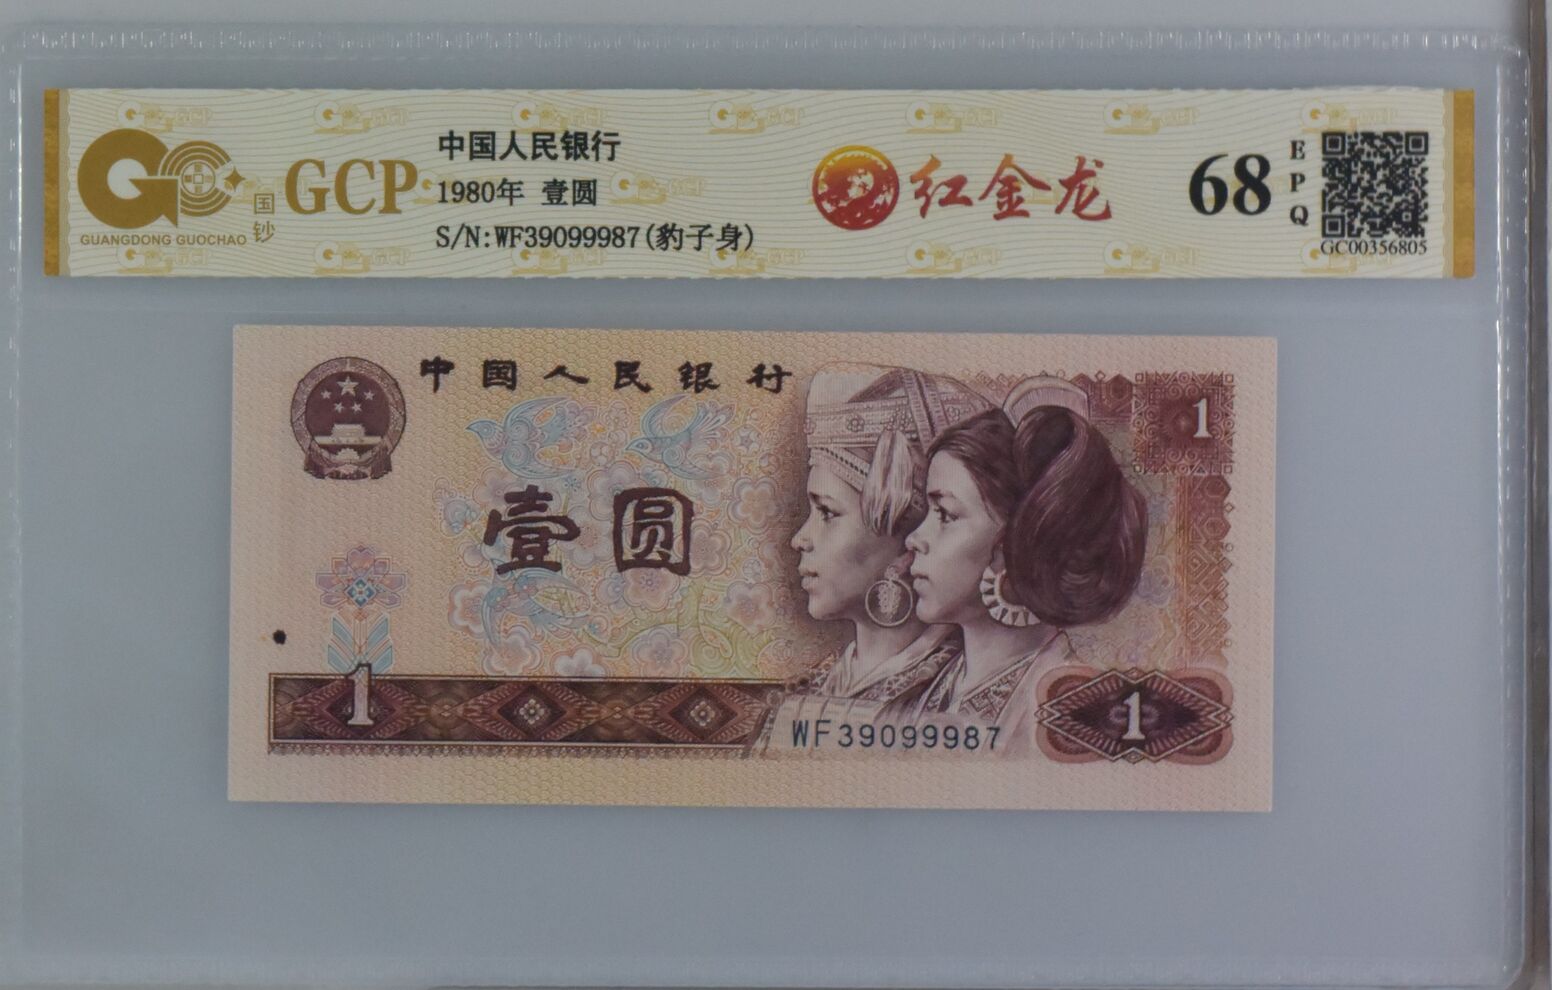 GCP
GUANGDONG GUOCHAO
国钞
中国人民银行
1980年 壹圆
S/N:WF39099987(豹子身)
红金龙
68
EPQ
GC00356805
中国人民银行
1
壹圆
1
WF39099987
1